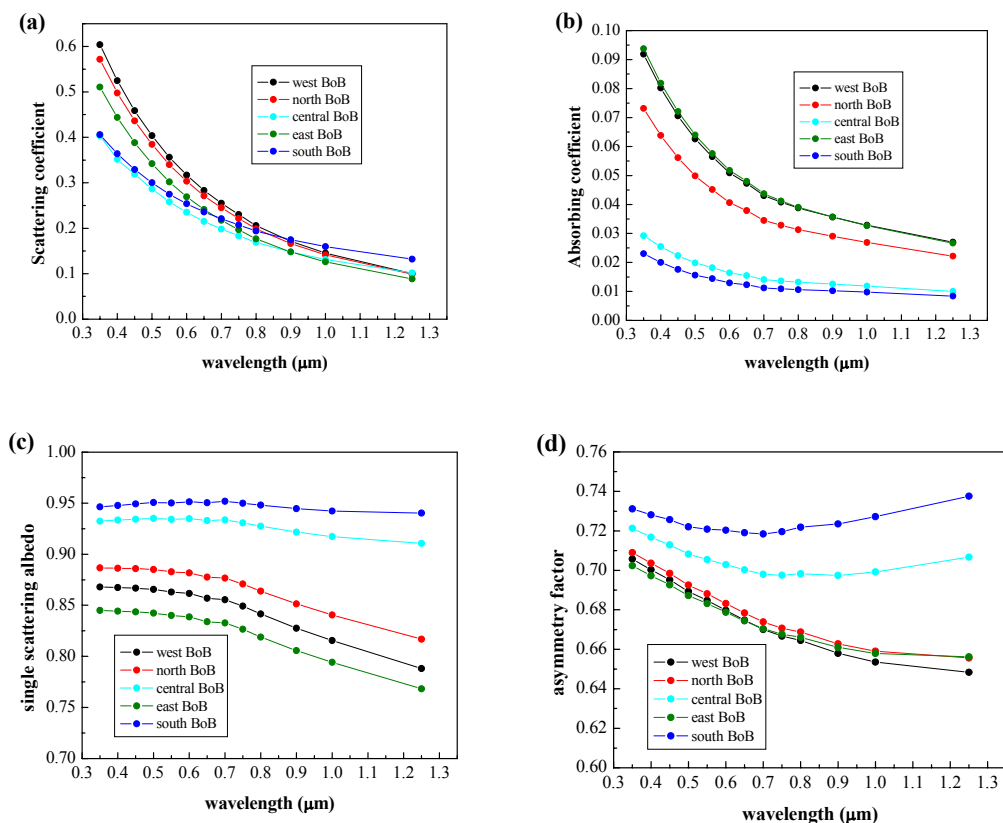 (a)
Scattering coefficient
0.6
0.5
0.4
0.3
0.2
0.1
0.0
west BoB
north BoB
central BoB
east BoB
south BoB
0.3 0.4 0.5 0.6 0.7 0.8 0.9 1.0 1.1 1.2 1.3
wavelength (µm)
(b)
Absorbing coefficient
0.10
0.09
0.08
0.07
0.06
0.05
0.04
0.03
0.02
0.01
0.00
west BoB
north BoB
central BoB
east BoB
south BoB
0.3 0.4 0.5 0.6 0.7 0.8 0.9 1.0 1.1 1.2 1.3
wavelength (µm)
(c)
single scattering albedo
1.00
0.95
0.90
0.85
0.80
0.75
0.70
west BoB
north BoB
central BoB
east BoB
south BoB
0.3 0.4 0.5 0.6 0.7 0.8 0.9 1.0 1.1 1.2 1.3
wavelength (µm)
(d)
asymmetry factor
0.76
0.74
0.72
0.70
0.68
0.66
0.64
0.62
0.60
west BoB
north BoB
central BoB
east BoB
south BoB
0.3 0.4 0.5 0.6 0.7 0.8 0.9 1.0 1.1 1.2 1.3
wavelength (µm)